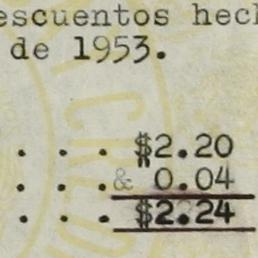 escuentos hech
de 1953.
. . . $2.20
. . . & 0.04
. . . $2.24